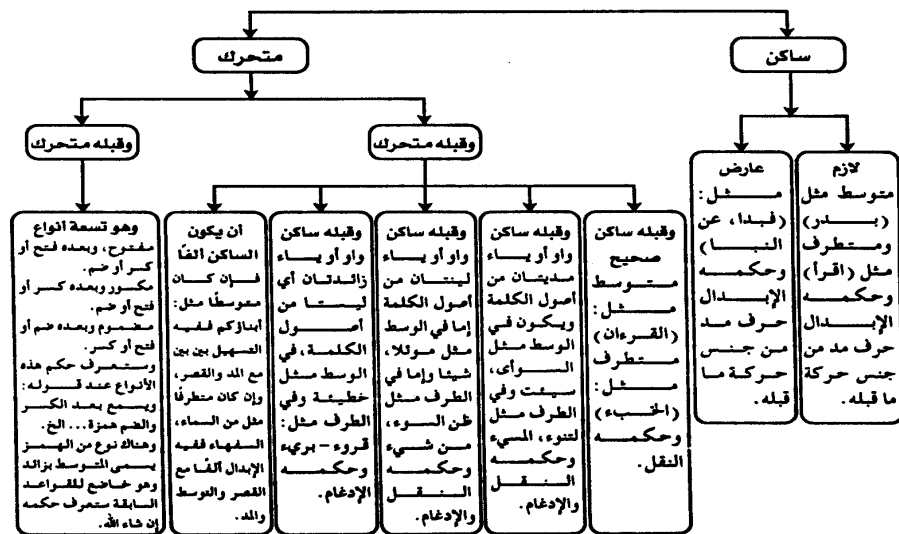 ساكن
متحرك
وقبله متحرك
وقبله متحرك
لازم
متوسط مثل
(بـدر)
ومتطرف
مثل (اقرأ)
وحكمه
الإبدال
حرف مد من
جنس حركة
ما قبله.
عارض
مثل:
(فبدا، عن
النبا)
وحكمه
الإبدال
حرف مد
من جنس
حركة ما
قبله.
وقبله ساكن
صحيح
متوسط
مثل:
(القرءان)
متطرف
مثل:
(الخبء)
وحكمه
النقل.
وقبله ساكن
واو أو ياء
مديتان من
أصول الكلمة
ويكون في
الوسط مثل
السوأى،
سيئت وفي
الطرف مثل
لتنوء، المسيء
وحكمه
النقل
والإدغام.
وقبله ساكن
واو أو ياء
لينتان من
أصول الكلمة
إما في الوسط
مثل موئلا،
شيئا وإما في
الطرف مثل
ظن السوء،
من شيء
وحكمه
النقل
والإدغام.
وقبله ساكن
واو أو ياء
زائدتان أي
ليستا من
أصول
الكلمة، في
الوسط مثل
خطيئة وفي
الطرف مثل:
قروء - بريء
وحكمه
الإدغام.
أن يكون
الساكن ألفًا
فإن كان
متوسطًا مثل:
أبناؤكم ففيه
التسهيل بين بين
مع المد والقصر،
وإن كان متطرفًا
مثل من السماء،
السفهاء ففيه
الإبدال ألفًا مع
القصر والتوسط
والمد.
وهو تسعة أنواع
مفتوح، وبعده فتح أو
كسر أو ضم.
مكسور وبعده كسر أو
فتح أو ضم.
مضموم وبعده ضم أو
فتح أو كسر.
وستعرف حكم هذه
الأنواع عند قوله:
ويسمع بعد الكسر
والضم همزة... الخ.
وهناك نوع من الهمز
يسمى المتوسط بزائد
وهو خاضع للقواعد
السابقة ستعرف حكمه
إن شاء الله.